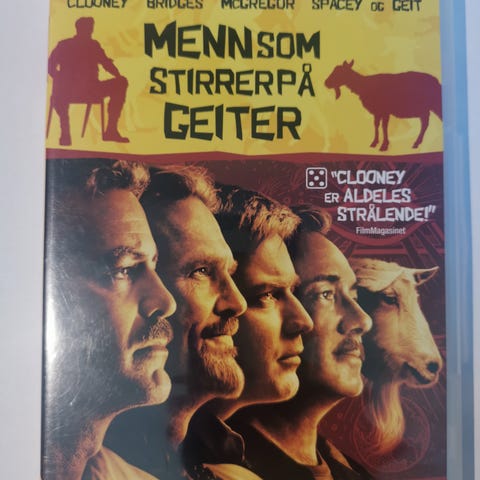 CLOONEY BRIDGES McGREGOR SPACEY OG GEIT
MENN SOM
STIRRER PÅ
GEITER
"CLOONEY
ER ALDELES
STRÅLENDE!"
FilmMagasinet